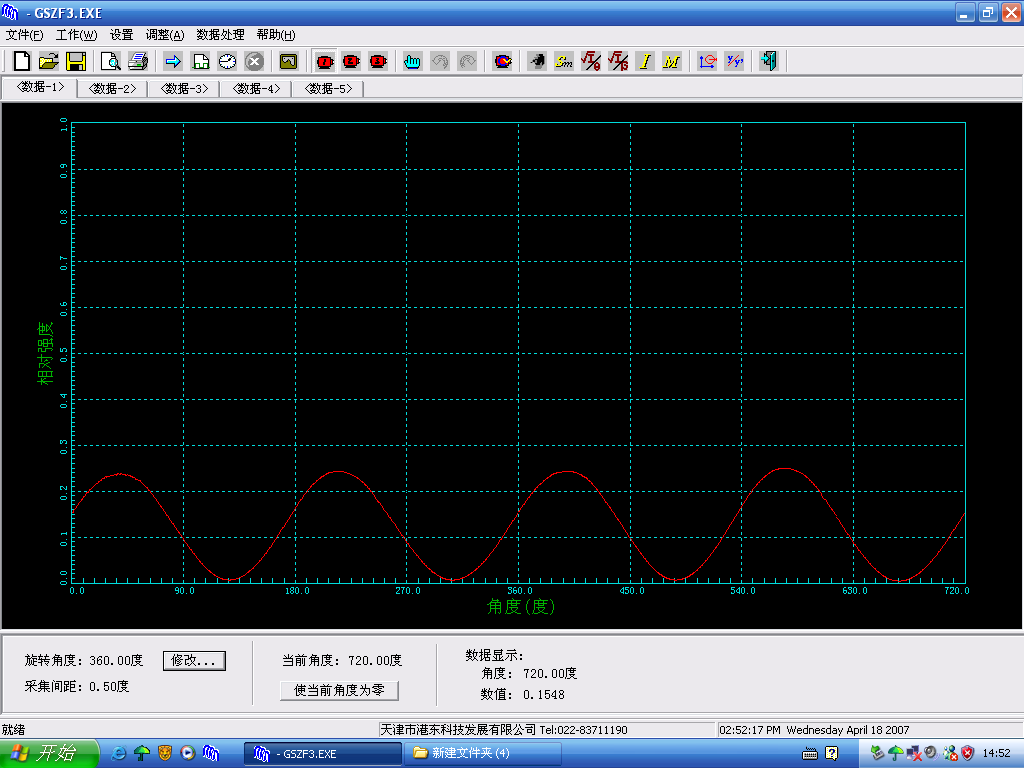 - GSZF3.EXE
文件(F) 工作(W) 设置 调整(A) 数据处理 帮助(H)
<数据-1> <数据-2> <数据-3> <数据-4> <数据-5>
1.0
0.9
0.8
0.7
0.6
0.5
0.4
0.3
0.2
0.1
0.0
相对强度
0.0 90.0 180.0 270.0 360.0 450.0 540.0 650.0 720.0
角度(度)
旋转角度: 360.00度 修改...
采集间距: 0.50度
当前角度: 720.00度
使当前角度为零
数据显示:
角度: 720.00度
数值: 0.1548
就绪 天津市港东科技发展有限公司 Tel:022-83711190 02:52:17 PM Wednesday April 18 2007
开始 - GSZF3.EXE 新建文件夹 (4) 14:52